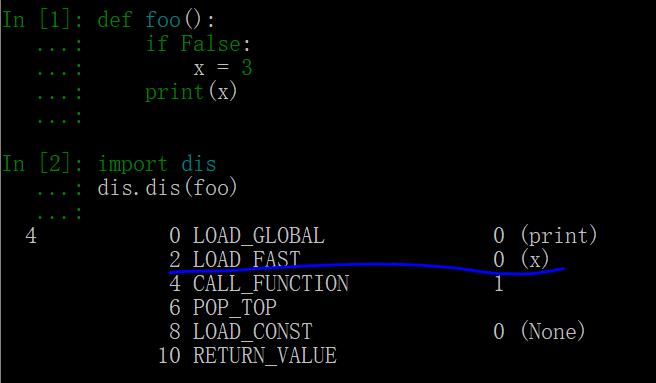 In [1]: def foo():
   ...:     if False:
   ...:         x = 3
   ...:     print(x)
   ...:
In [2]: import dis
   ...: dis.dis(foo)
   ...:
  4           0 LOAD_GLOBAL              0 (print)
              2 LOAD_FAST                0 (x)
              4 CALL_FUNCTION            1
              6 POP_TOP
              8 LOAD_CONST               0 (None)
             10 RETURN_VALUE